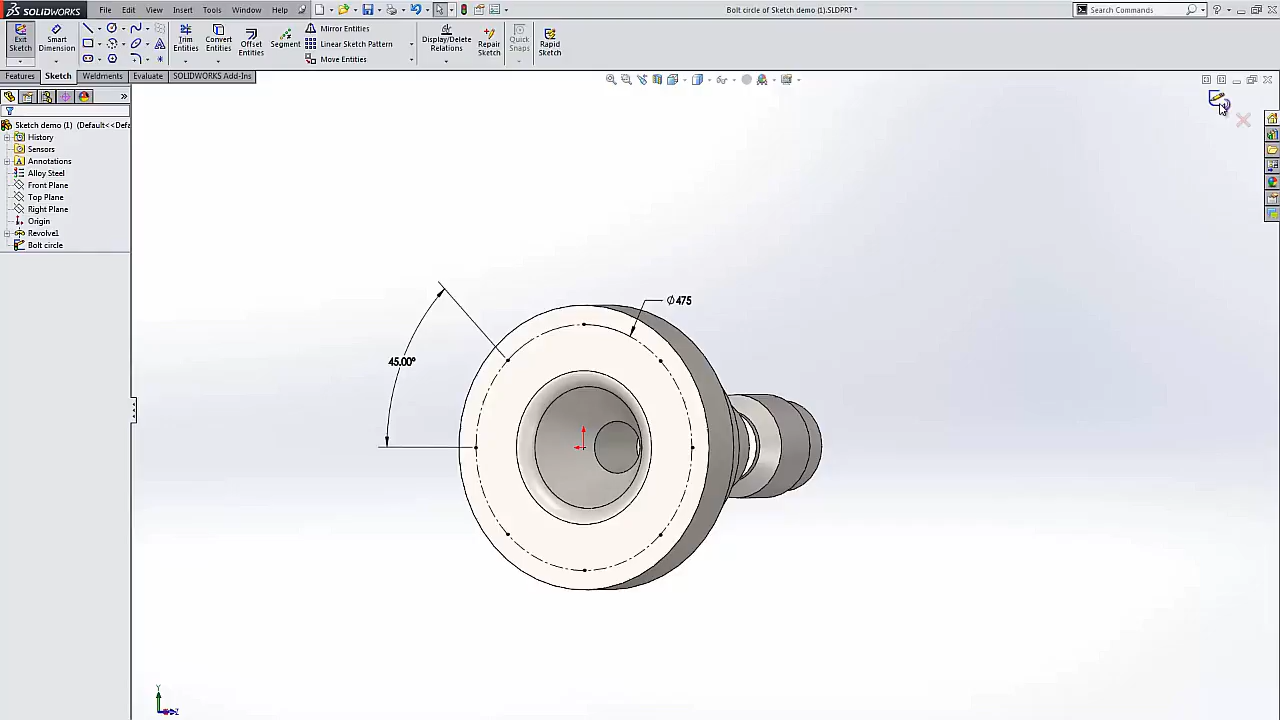 SOLIDWORKS File Edit View Insert Tools Window Help Bolt circle of Sketch demo (1).SLDPRT * Search Commands
Exit Sketch
Smart Dimension
Trim Entities
Convert Entities
Offset Entities
Segment
Mirror Entities
Linear Sketch Pattern
Move Entities
Display/Delete Relations
Repair Sketch
Quick Snaps
Rapid Sketch
Features Sketch Weldments Evaluate SOLIDWORKS Add-Ins
Sketch demo (1) (Default<<Defa
History
Sensors
Annotations
Alloy Steel
Front Plane
Top Plane
Right Plane
Origin
Revolve1
Bolt circle
∅475
45.00°
Y
Z